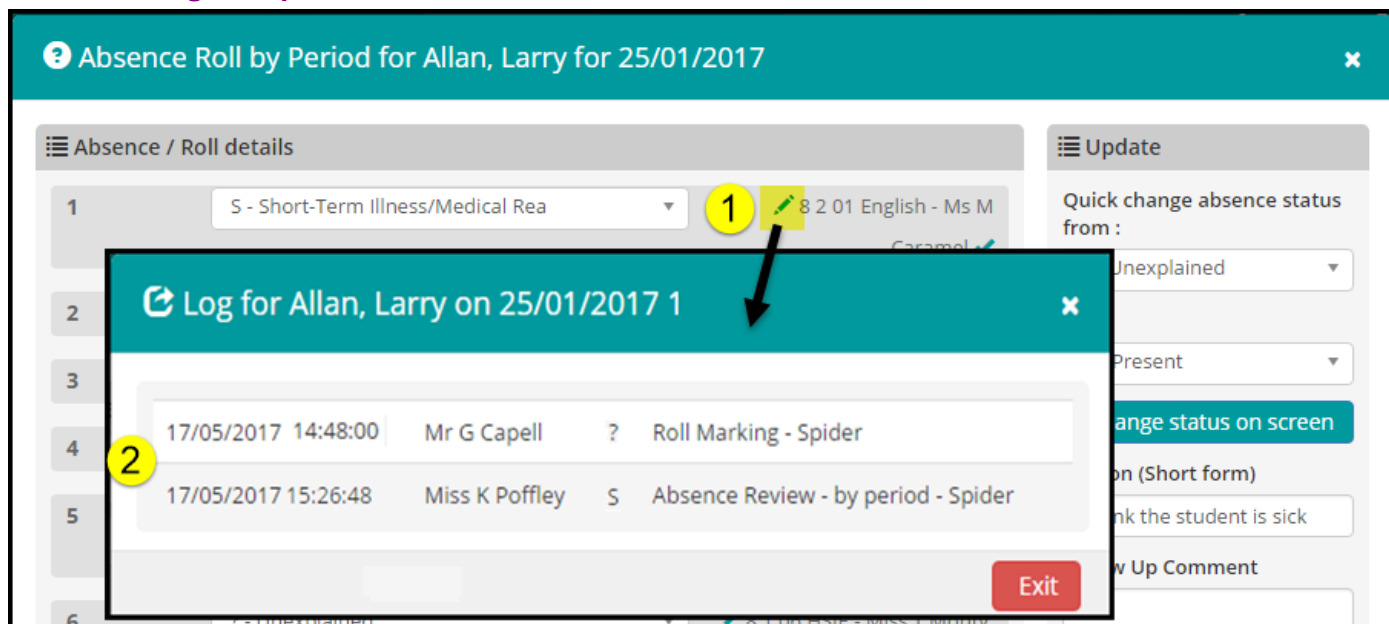 Absence Roll by Period for Allan, Larry for 25/01/2017
Absence / Roll details
Update
1 S - Short-Term Illness/Medical Rea 1 8 2 01 English - Ms M
Caramel
Quick change absence status
from :
Unexplained
2
3
Present
4
ange status on screen
on (Short form)
5
nk the student is sick
w Up Comment
6
Log for Allan, Larry on 25/01/2017 1
17/05/2017 14:48:00 Mr G Capell ? Roll Marking - Spider
2
17/05/2017 15:26:48 Miss K Poffley S Absence Review - by period - Spider
Exit